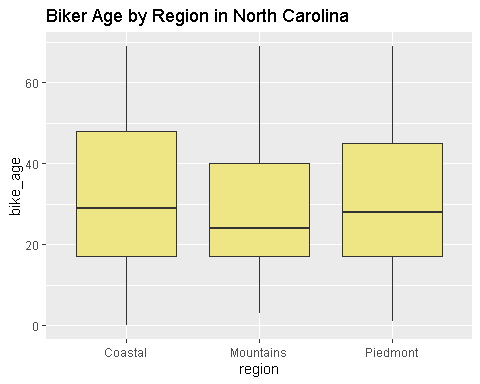 Biker Age by Region in North Carolina
60
40
20
0
bike_age
Coastal Mountains Piedmont
region